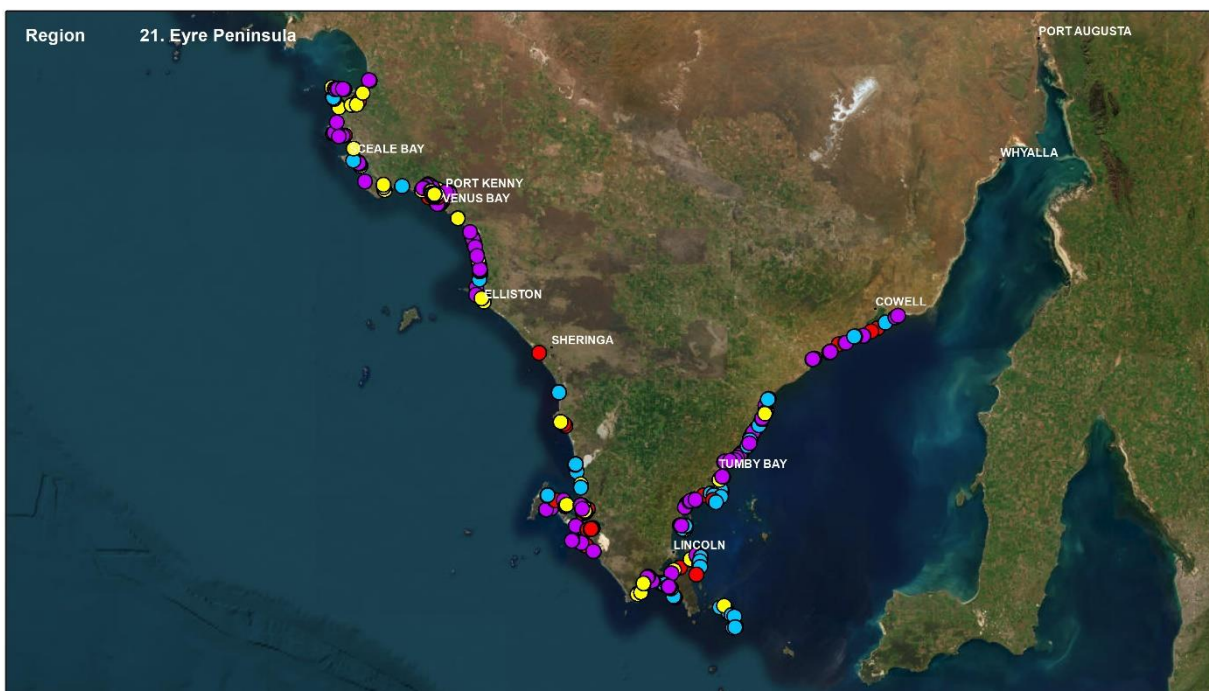 Region 21. Eyre Peninsula
PORT AUGUSTA
WHYALLA
CEALE BAY
PORT KENNY
VENUS BAY
ELLISTON
COWELL
SHERINGA
TUMBY BAY
LINCOLN